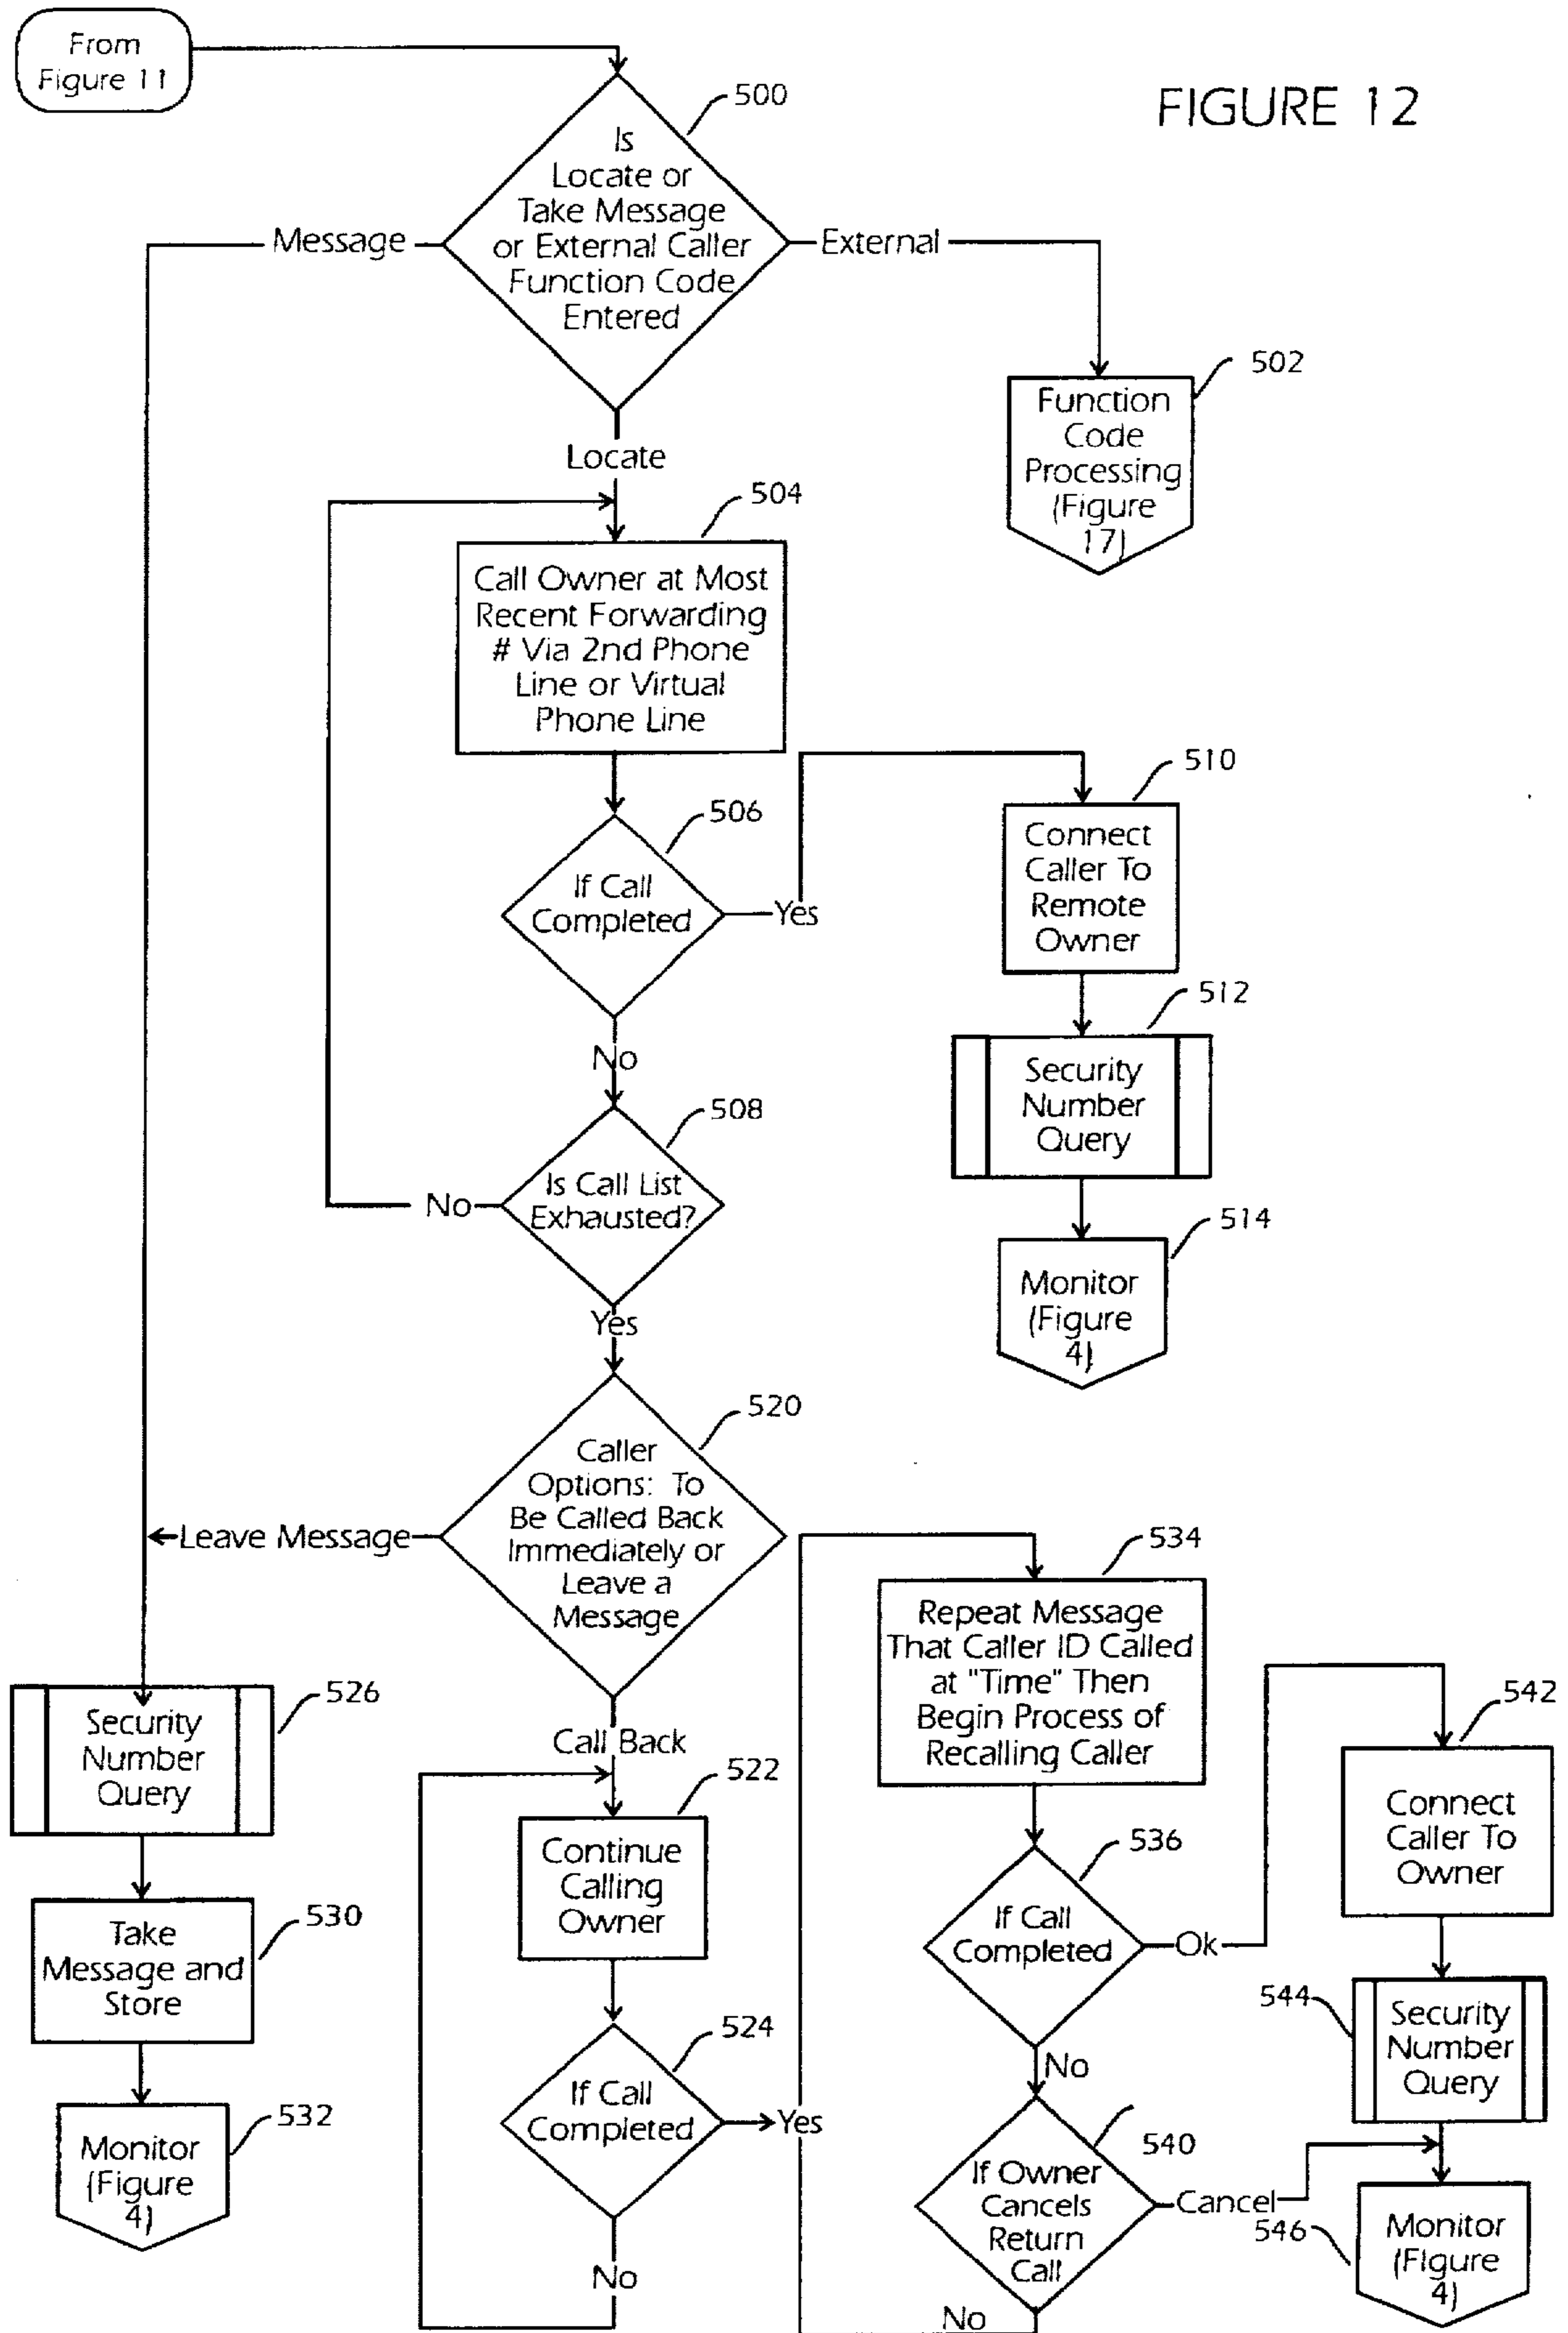 From
Figure 11
FIGURE 12
500
Is
Locate or
Take Message
or External Caller
Function Code
Entered
Message
External
Locate
502
Function
Code
Processing
(Figure
17)
504
Call Owner at Most
Recent Forwarding
# Via 2nd Phone
Line or Virtual
Phone Line
506
If Call
Completed
Yes
No
510
Connect
Caller To
Remote
Owner
512
Security
Number
Query
514
Monitor
(Figure
4)
508
Is Call List
Exhausted?
No
Yes
520
Caller
Options: To
Be Called Back
Immediately or
Leave a
Message
Leave Message
Call Back
526
Security
Number
Query
530
Take
Message and
Store
532
Monitor
(Figure
4)
522
Continue
Calling
Owner
524
If Call
Completed
Yes
No
534
Repeat Message
That Caller ID Called
at "Time" Then
Begin Process of
Recalling Caller
536
If Call
Completed
Ok
No
540
If Owner
Cancels
Return
Call
Cancel
No
542
Connect
Caller To
Owner
544
Security
Number
Query
546
Monitor
(FIgure
4)